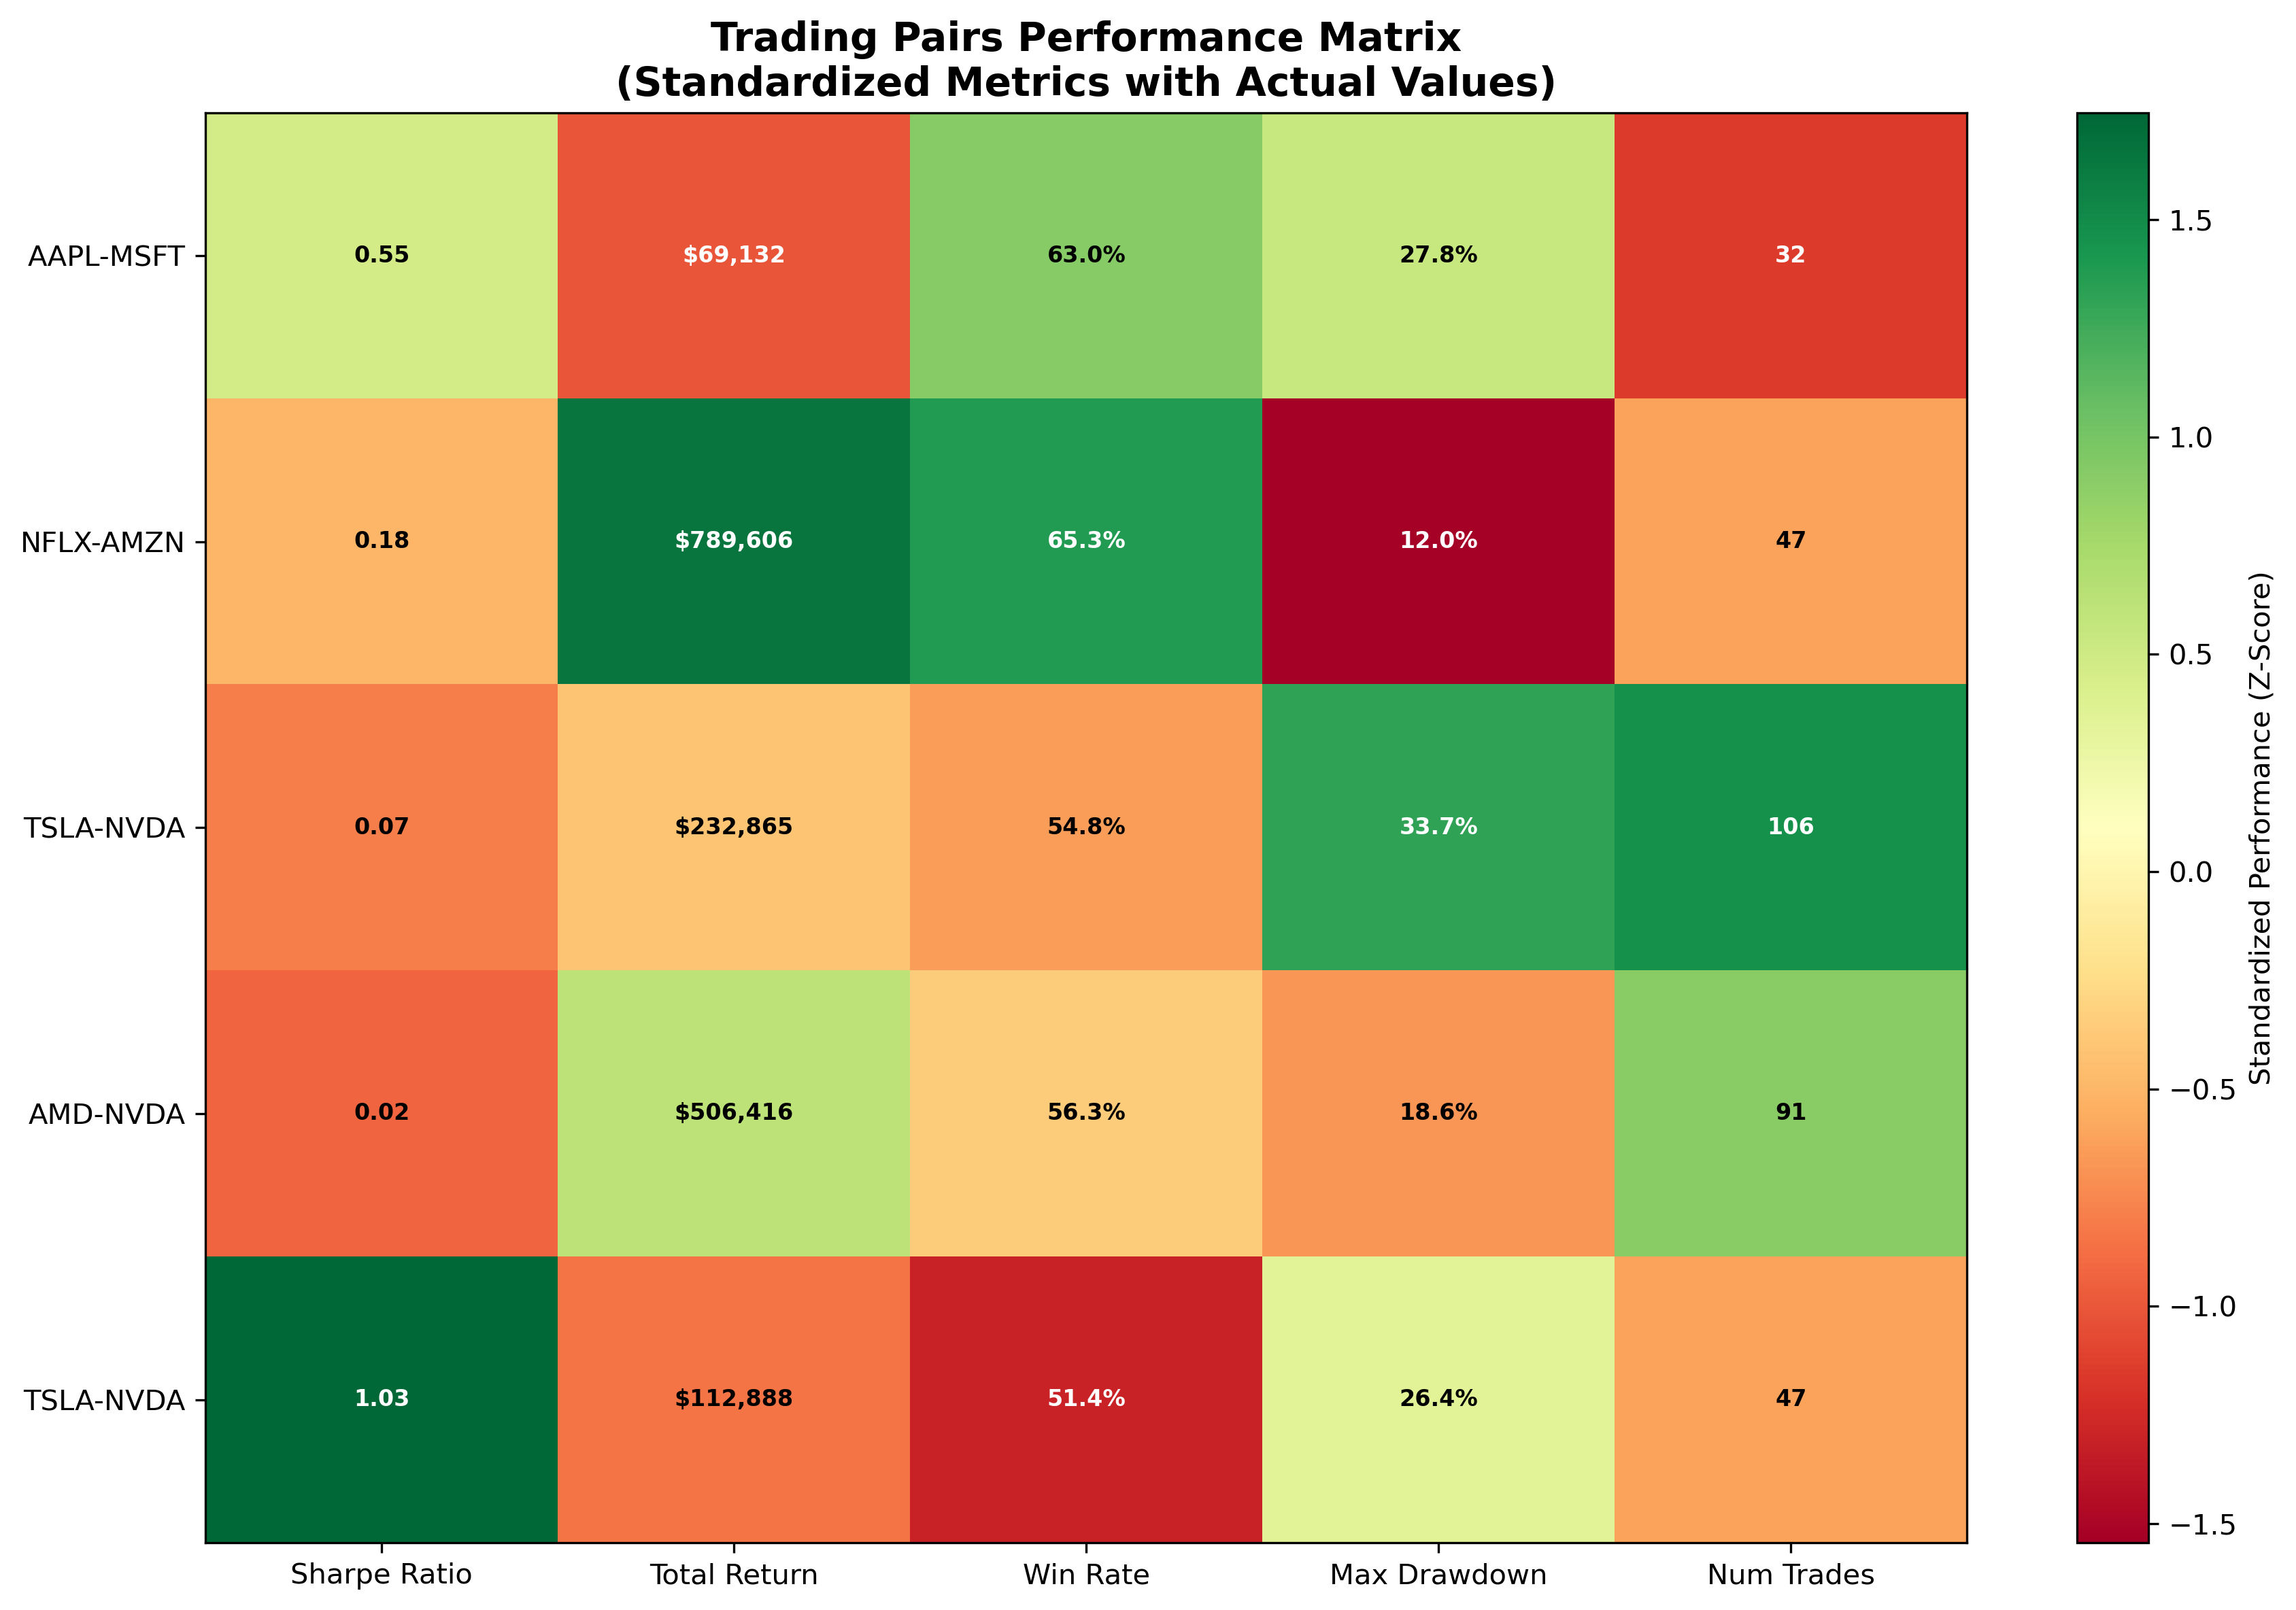 Trading Pairs Performance Matrix
(Standardized Metrics with Actual Values)
AAPL-MSFT 0.55 $69,132 63.0% 27.8% 32
NFLX-AMZN 0.18 $789,606 65.3% 12.0% 47
TSLA-NVDA 0.07 $232,865 54.8% 33.7% 106
AMD-NVDA 0.02 $506,416 56.3% 18.6% 91
TSLA-NVDA 1.03 $112,888 51.4% 26.4% 47
Sharpe Ratio Total Return Win Rate Max Drawdown Num Trades
1.5
1.0
0.5
0.0
−0.5
−1.0
−1.5
Standardized Performance (Z-Score)